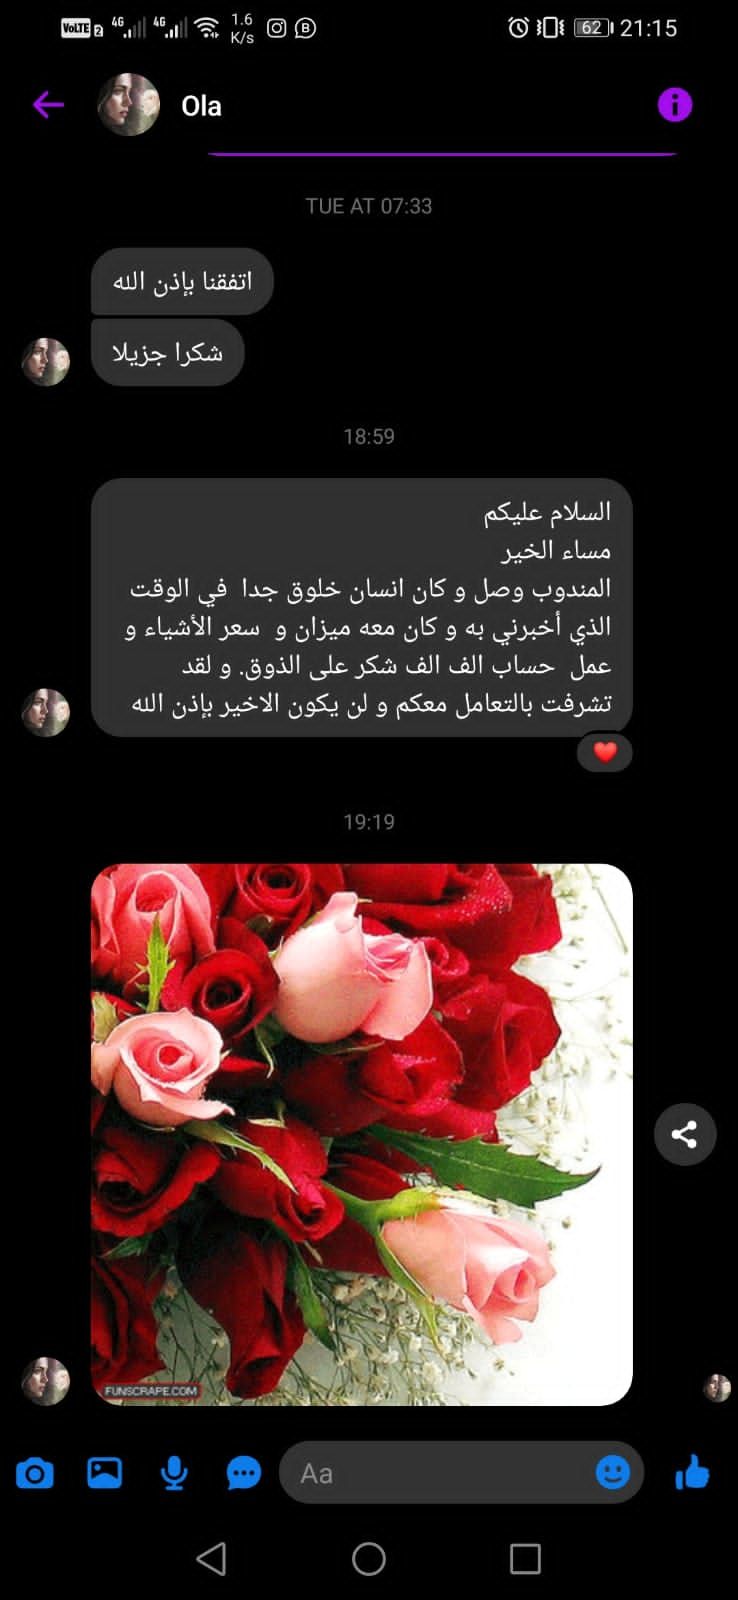 VoLTE 2 4G 4G 1.6 K/s B 62 21:15
Ola
TUE AT 07:33
اتفقنا بإذن الله
شكرا جزيلا
18:59
السلام عليكم
مساء الخير
المندوب وصل و كان انسان خلوق جدا في الوقت
الذي أخبرني به و كان معه ميزان و سعر الأشياء و
عمل حساب الف الف شكر على الذوق. و لقد
تشرفت بالتعامل معكم و لن يكون الاخير بإذن الله
19:19
FUNSCRAPE.COM
Aa